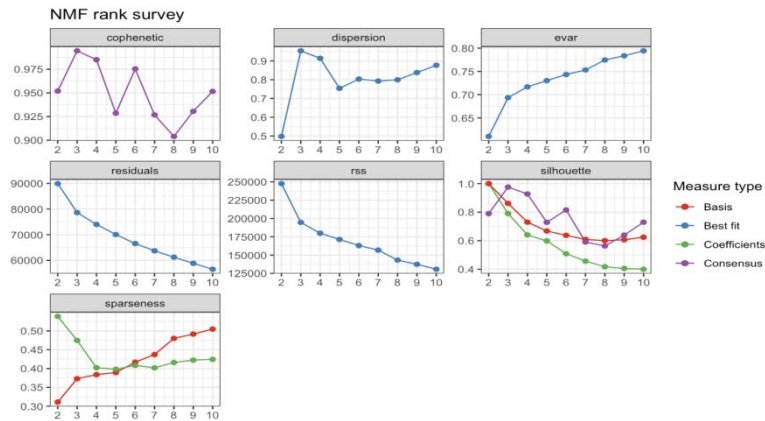 NMF rank survey
cophenetic
0.975
0.950
0.925
0.900
2 3 4 5 6 7 8 9 10
dispersion
0.9
0.8
0.7
0.6
0.5
2 3 4 5 6 7 8 9 10
evar
0.80
0.75
0.70
0.65
2 3 4 5 6 7 8 9 10
residuals
90000
80000
70000
60000
2 3 4 5 6 7 8 9 10
rss
250000
225000
200000
175000
150000
125000
2 3 4 5 6 7 8 9 10
silhouette
1.0
0.8
0.6
0.4
2 3 4 5 6 7 8 9 10
Measure type
Basis
Best fit
Coefficients
Consensus
sparseness
0.50
0.45
0.40
0.35
0.30
2 3 4 5 6 7 8 9 10